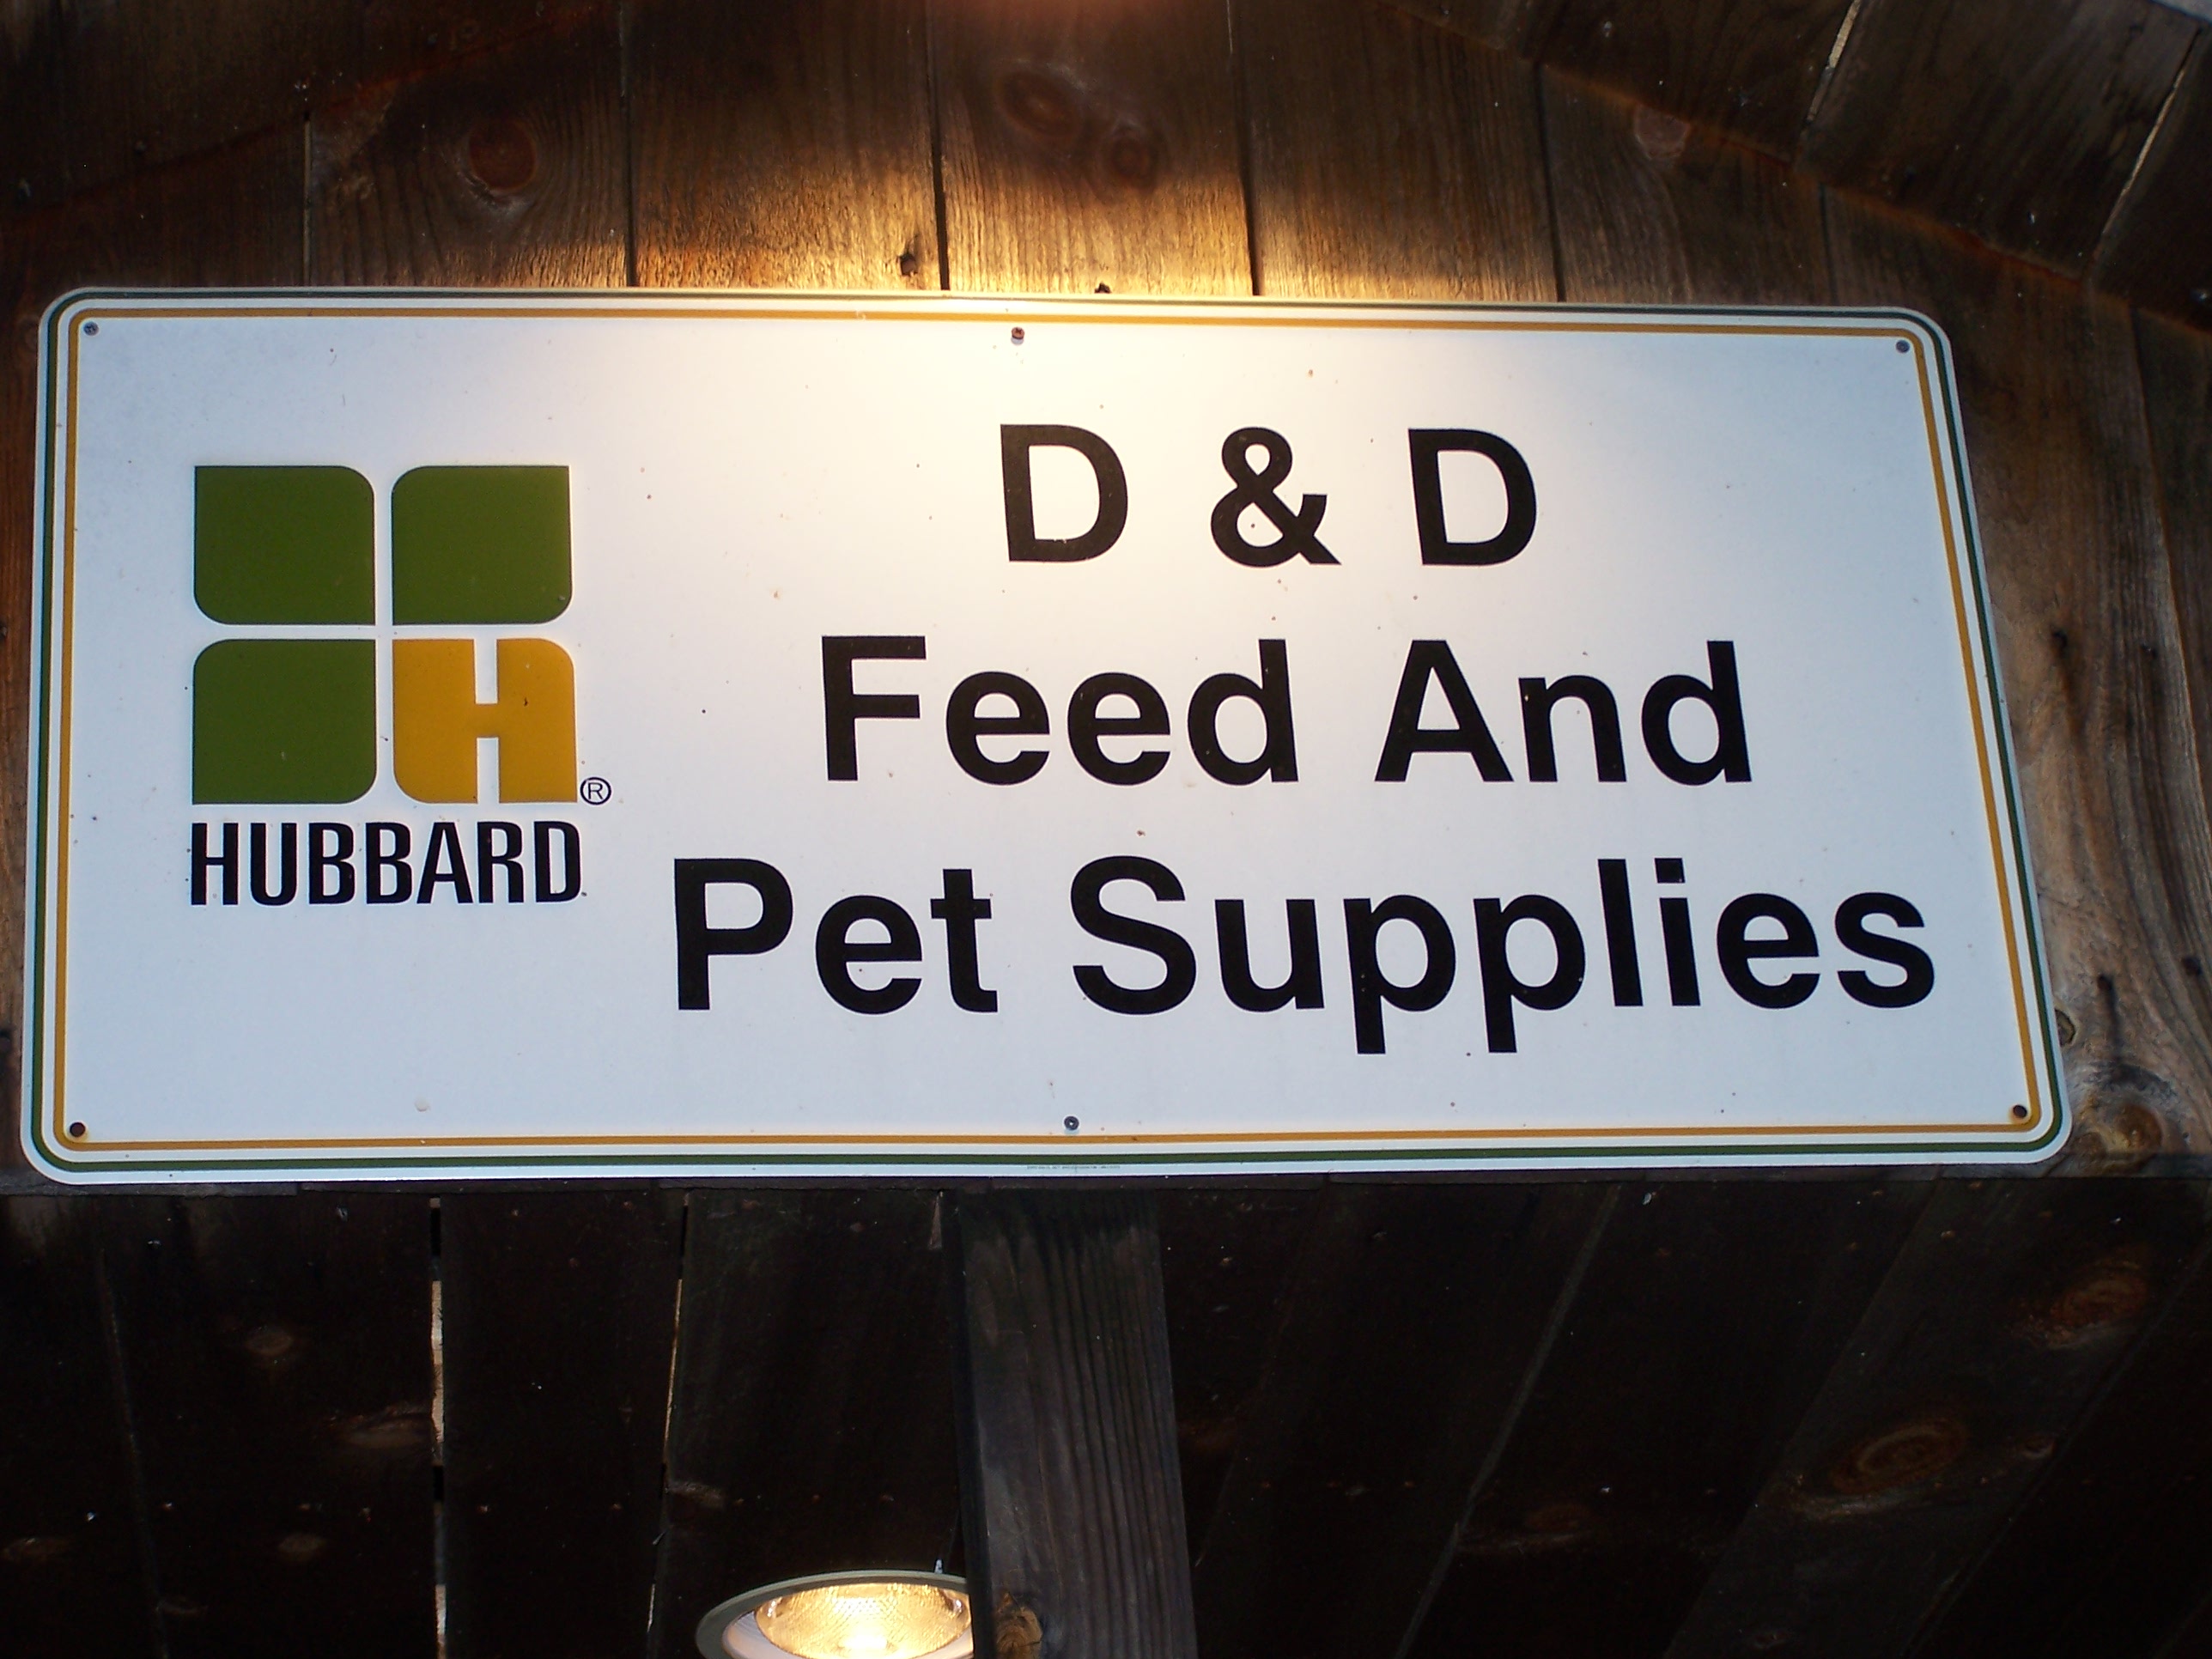 D & D
Feed And
Pet Supplies
H
®
HUBBARD